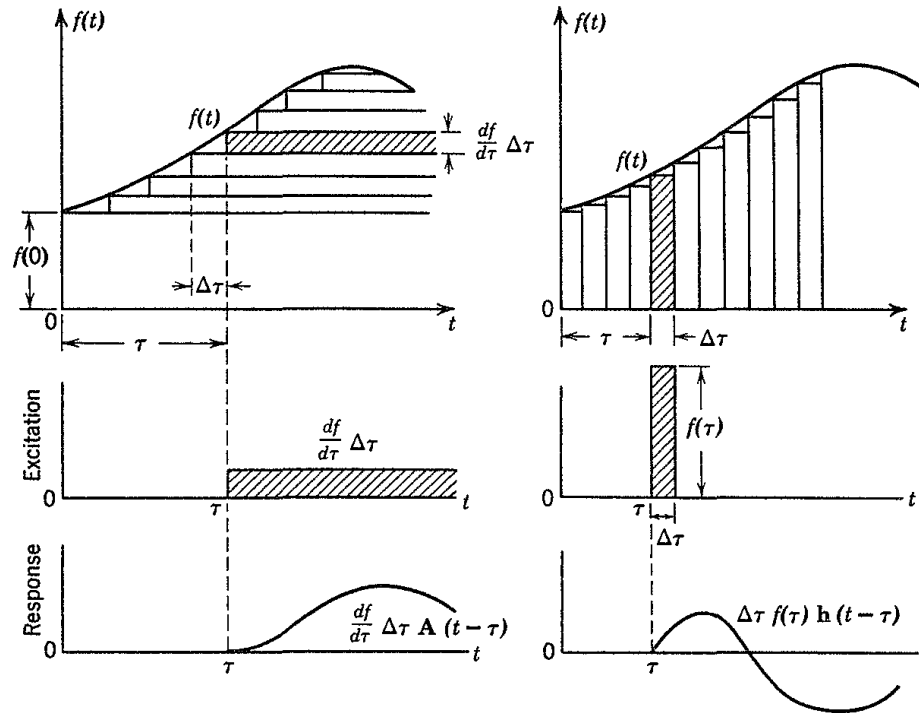 f(t)
f(t)
df/dτ Δτ
f(0)
Δτ
0
t
τ
Excitation
df/dτ Δτ
0
τ
t
Response
df/dτ Δτ A (t − τ)
0
τ
t
f(t)
f(t)
0
t
τ
Δτ
f(τ)
0
τ
t
Δτ
Δτ f(τ) h (t − τ)
0
τ
t